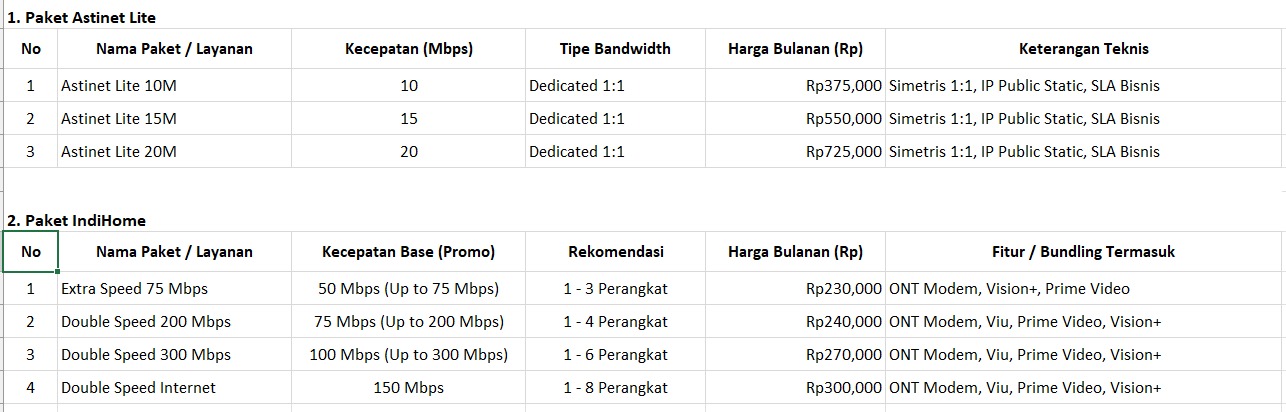 1. Paket Astinet Lite
No Nama Paket / Layanan Kecepatan (Mbps) Tipe Bandwidth Harga Bulanan (Rp) Keterangan Teknis
1 Astinet Lite 10M 10 Dedicated 1:1 Rp375,000 Simetris 1:1, IP Public Static, SLA Bisnis
2 Astinet Lite 15M 15 Dedicated 1:1 Rp550,000 Simetris 1:1, IP Public Static, SLA Bisnis
3 Astinet Lite 20M 20 Dedicated 1:1 Rp725,000 Simetris 1:1, IP Public Static, SLA Bisnis
2. Paket IndiHome
No Nama Paket / Layanan Kecepatan Base (Promo) Rekomendasi Harga Bulanan (Rp) Fitur / Bundling Termasuk
1 Extra Speed 75 Mbps 50 Mbps (Up to 75 Mbps) 1 - 3 Perangkat Rp230,000 ONT Modem, Vision+, Prime Video
2 Double Speed 200 Mbps 75 Mbps (Up to 200 Mbps) 1 - 4 Perangkat Rp240,000 ONT Modem, Viu, Prime Video, Vision+
3 Double Speed 300 Mbps 100 Mbps (Up to 300 Mbps) 1 - 6 Perangkat Rp270,000 ONT Modem, Viu, Prime Video, Vision+
4 Double Speed Internet 150 Mbps 1 - 8 Perangkat Rp300,000 ONT Modem, Viu, Prime Video, Vision+